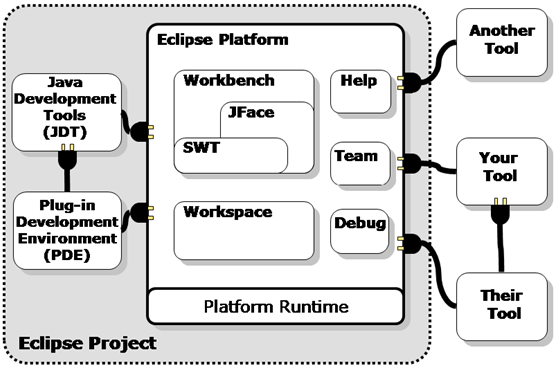 Eclipse Platform
Another
Tool
Java
Development
Tools
(JDT)
Workbench
JFace
SWT
Help
Team
Your
Tool
Plug-in
Development
Environment
(PDE)
Workspace
Debug
Their
Tool
Platform Runtime
Eclipse Project